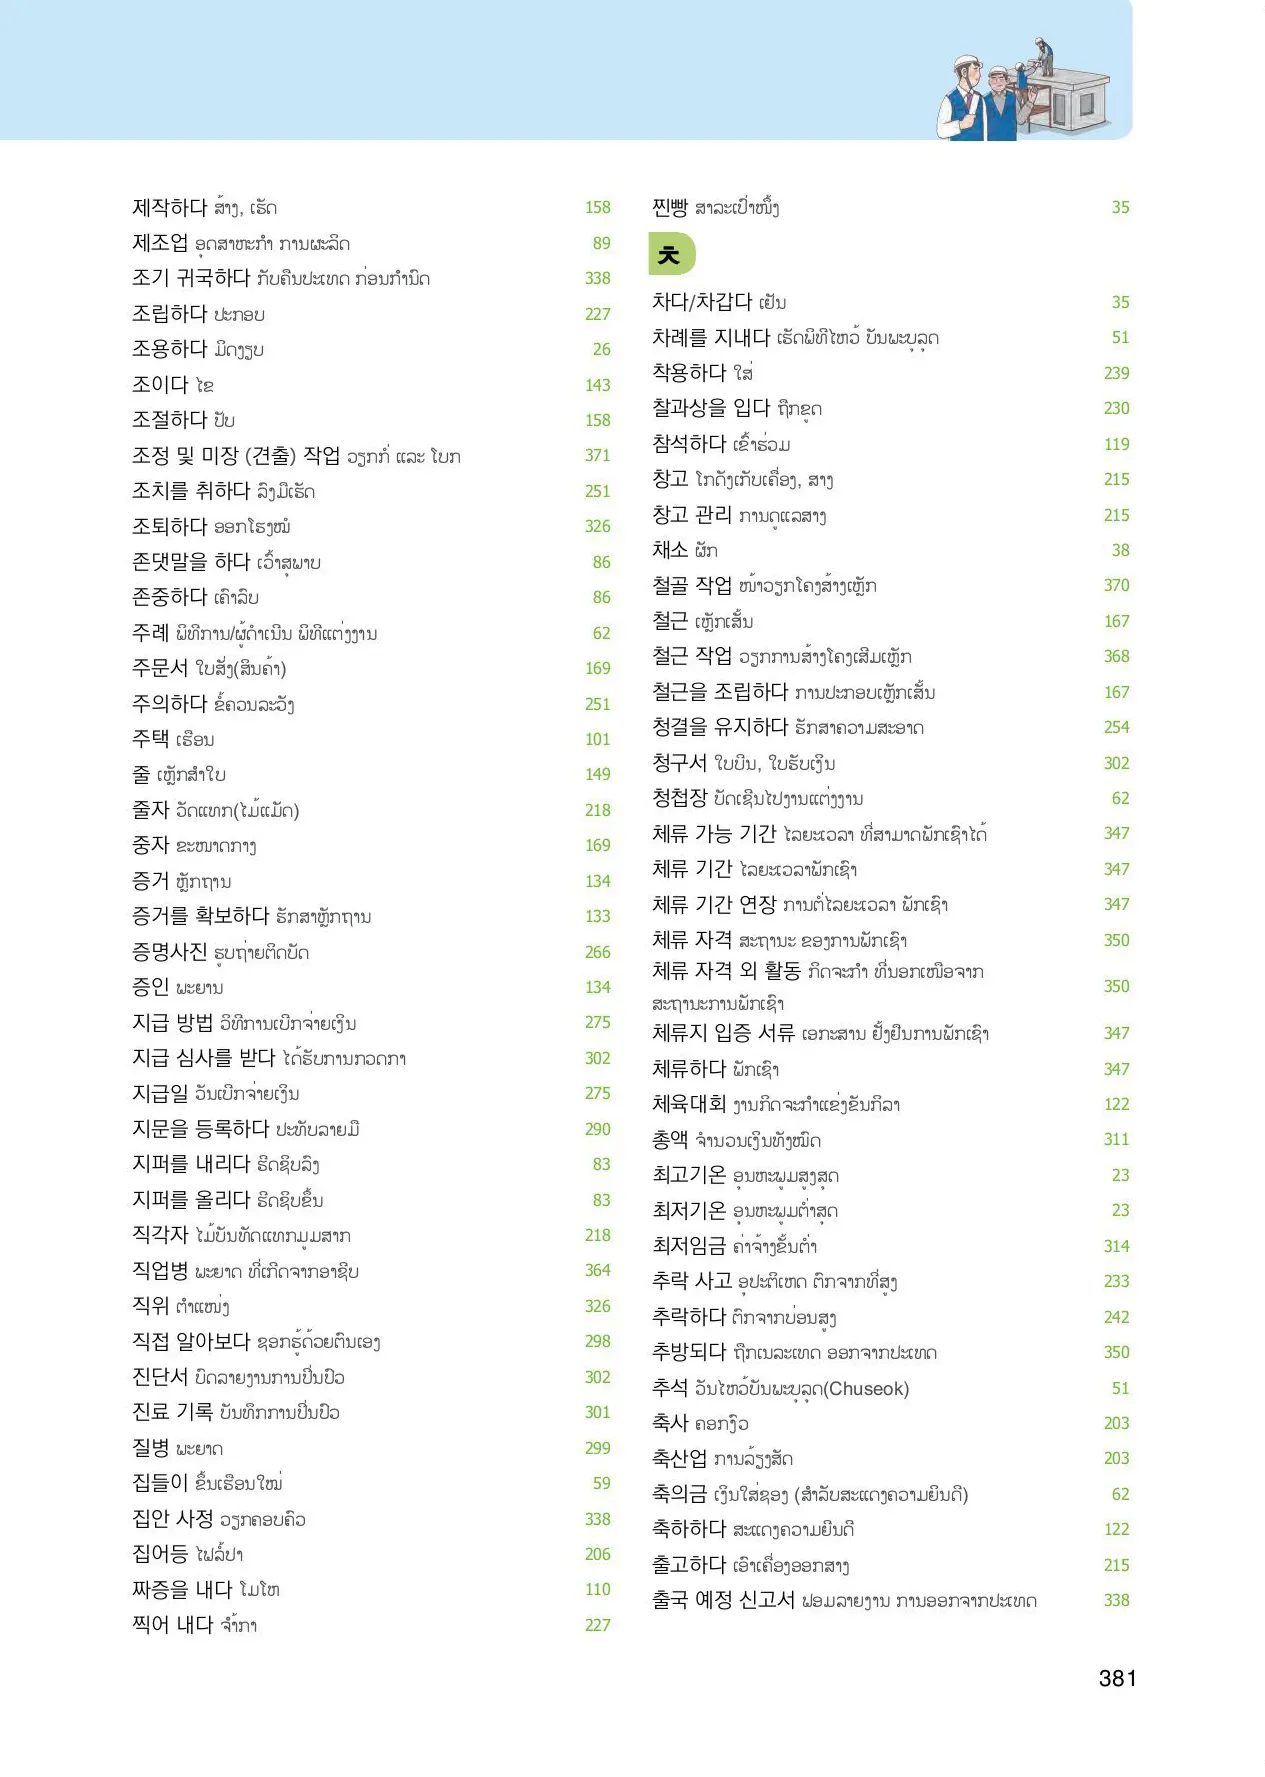 제작하다 ສ້າງ, ເຮັດ 158
제조업 ອຸດສາຫະກຳ ການຜະລິດ 89
조기 귀국하다 ກັບຄືນປະເທດ ກ່ອນກຳນົດ 338
조립하다 ປະກອບ 227
조용하다 ມິດງຽບ 26
조이다 ໄຂ 143
조절하다 ປັບ 158
조정 및 미장 (견출) 작업 ວຽກກໍ່ ແລະ ໂບກ 371
조치를 취하다 ລົງມືເຮັດ 251
조퇴하다 ອອກໂຮງໝໍ 326
존댓말을 하다 ເວົ້າສຸພາບ 86
존중하다 ເຄົາລົບ 86
주례 ພິທີການ/ຜູ້ດຳເນີນ ພິທີແຕ່ງງານ 62
주문서 ໃບສັ່ງ(ສິນຄ້າ) 169
주의하다 ຂໍ້ຄວນລະວັງ 251
주택 ເຮືອນ 101
줄 ເຫຼັກສຳໃບ 149
줄자 ວັດແທກ(ໄມ້ແມັດ) 218
중자 ຂະໜາດກາງ 169
증거 ຫຼັກຖານ 134
증거를 확보하다 ຮັກສາຫຼັກຖານ 133
증명사진 ຮູບຖ່າຍຕິດບັດ 266
증인 ພະຍານ 134
지급 방법 ວິທີການເບີກຈ່າຍເງິນ 275
지급 심사를 받다 ໄດ້ຮັບການກວດກາ 302
지급일 ວັນເບີກຈ່າຍເງິນ 275
지문을 등록하다 ປະທັບລາຍມື 290
지퍼를 내리다 ຮີດຊິບລົງ 83
지퍼를 올리다 ຮີດຊິບຂຶ້ນ 83
직각자 ໄມ້ບັນທັດແທກມູມສາກ 218
직업병 ພະຍາດ ທີ່ເກີດຈາກອາຊິບ 364
직위 ຕຳແໜ່ງ 326
직접 알아보다 ຊອກຮູ້ດ້ວຍຕົນເອງ 298
진단서 ບົດລາຍງານການປິ່ນປົວ 302
진료 기록 ບັນທຶກການປິ່ນປົວ 301
질병 ພະຍາດ 299
집들이 ຂຶ້ນເຮືອນໃໝ່ 59
집안 사정 ວຽກຄອບຄົວ 338
집어등 ໄຟລໍ້ປາ 206
짜증을 내다 ໂມໂຫ 110
찍어 내다 ຈຳ້ກາ 227
찐빵 ສາລະເປົາໜຶ້ງ 35
ㅊ
차다/차갑다 ເຢັນ 35
차례를 지내다 ເຮັດພິທີໄຫວ້ ບັນພະບຸລຸດ 51
착용하다 ໃສ່ 239
찰과상을 입다 ຖືກຂູດ 230
참석하다 ເຂົ້າຮ່ວມ 119
창고 ໂກດັງເກັບເຄື່ອງ, ສາງ 215
창고 관리 ການດູແລສາງ 215
채소 ຜັກ 38
철골 작업 ໜ້າວຽກໂຄງສ້າງເຫຼັກ 370
철근 ເຫຼັກເສັ້ນ 167
철근 작업 ວຽກການສ້າງໂຄງເສີມເຫຼັກ 368
철근을 조립하다 ການປະກອບເຫຼັກເສັ້ນ 167
청결을 유지하다 ຮັກສາຄວາມສະອາດ 254
청구서 ໃບບິນ, ໃບຮັບເງິນ 302
청첩장 ບັດເຊີນໄປງານແຕ່ງງານ 62
체류 가능 기간 ໄລຍະເວລາ ທີ່ສາມາດພັກເຊົາໄດ້ 347
체류 기간 ໄລຍະເວລາພັກເຊົາ 347
체류 기간 연장 ການຕໍ່ໄລຍະເວລາ ພັກເຊົາ 347
체류 자격 ສະຖານະ ຂອງການພັກເຊົາ 350
체류 자격 외 활동 ກິດຈະກຳ ທີ່ນອກເໜືອຈາກ
ສະຖານະການພັກເຊົາ 350
체류지 입증 서류 ເອກະສານ ຢັ້ງຢືນການພັກເຊົາ 347
체류하다 ພັກເຊົາ 347
체육대회 ງານກິດຈະກຳແຂ່ງຂັນກິລາ 122
총액 ຈຳນວນເງິນທັງໝົດ 311
최고기온 ອຸນຫະພູມສູງສຸດ 23
최저기온 ອຸນຫະພູມຕ່ຳສຸດ 23
최저임금 ຄ່າຈ້າງຂັ້ນຕ່ຳ 314
추락 사고 ອຸປະຕິເຫດ ຕົກຈາກທີ່ສູງ 233
추락하다 ຕົກຈາກບ່ອນສູງ 242
추방되다 ຖືກເນລະເທດ ອອກຈາກປະເທດ 350
추석 ວັນໄຫວ້ບັນພະບຸລຸດ(Chuseok) 51
축사 ຄອກງົວ 203
축산업 ການລ້ຽງສັດ 203
축의금 ເງິນໃສ່ຊອງ (ສຳລັບສະແດງຄວາມຍິນດີ) 62
축하하다 ສະແດງຄວາມຍິນດີ 122
출고하다 ເອົາເຄື່ອງອອກສາງ 215
출국 예정 신고서 ຟອມລາຍງານ ການອອກຈາກປະເທດ 338
381